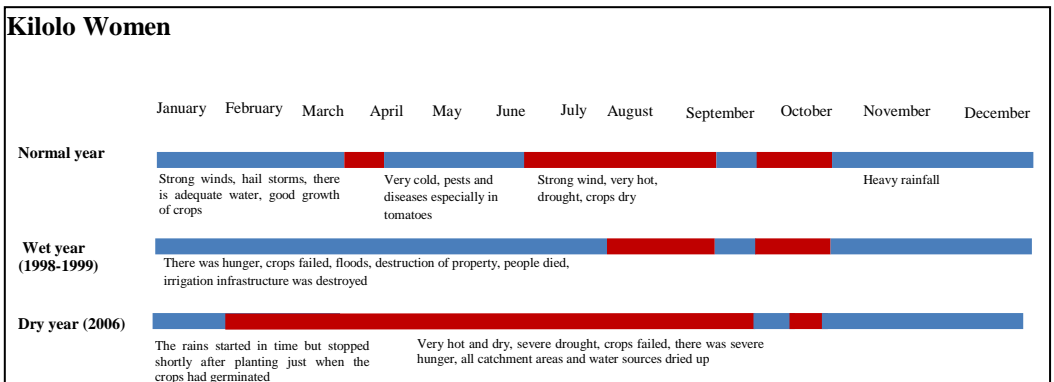 Kilolo Women
January February March April May June July August September October November December
Normal year
Strong winds, hail storms, there
is adequate water, good growth
of crops
Very cold, pests and
diseases especially in
tomatoes
Strong wind, very hot,
drought, crops dry
Heavy rainfall
Wet year
(1998-1999)
There was hunger, crops failed, floods, destruction of property, people died,
irrigation infrastructure was destroyed
Dry year (2006)
The rains started in time but stopped
shortly after planting just when the
crops had germinated
Very hot and dry, severe drought, crops failed, there was severe
hunger, all catchment areas and water sources dried up